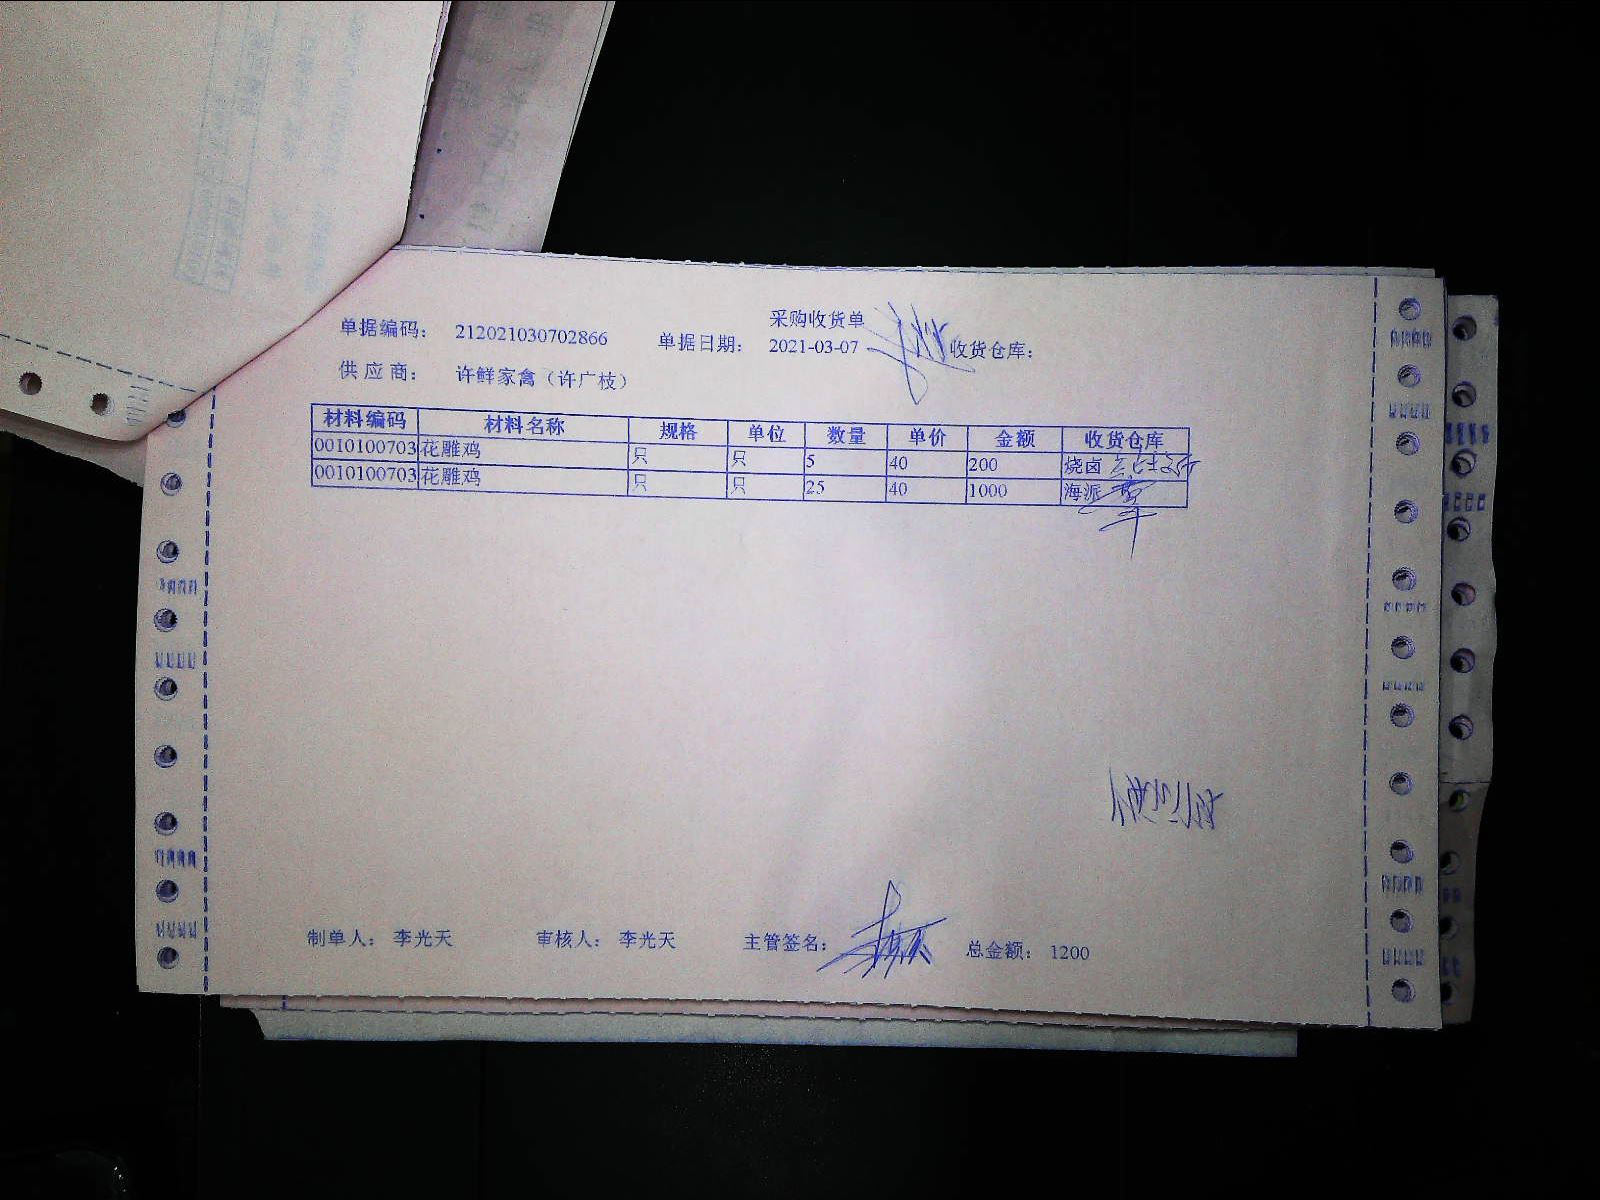 采购收货单
单据编码: 212021030702866 单据日期: 2021-03-07 收货仓库:
供应商: 许鲜家禽（许广枝）
材料编码 材料名称 规格 单位 数量 单价 金额 收货仓库
0010100703 花雕鸡 只 只 5 40 200 烧卤
0010100703 花雕鸡 只 只 25 40 1000 海派
制单人: 李光天 审核人: 李光天 主管签名: 总金额: 1200